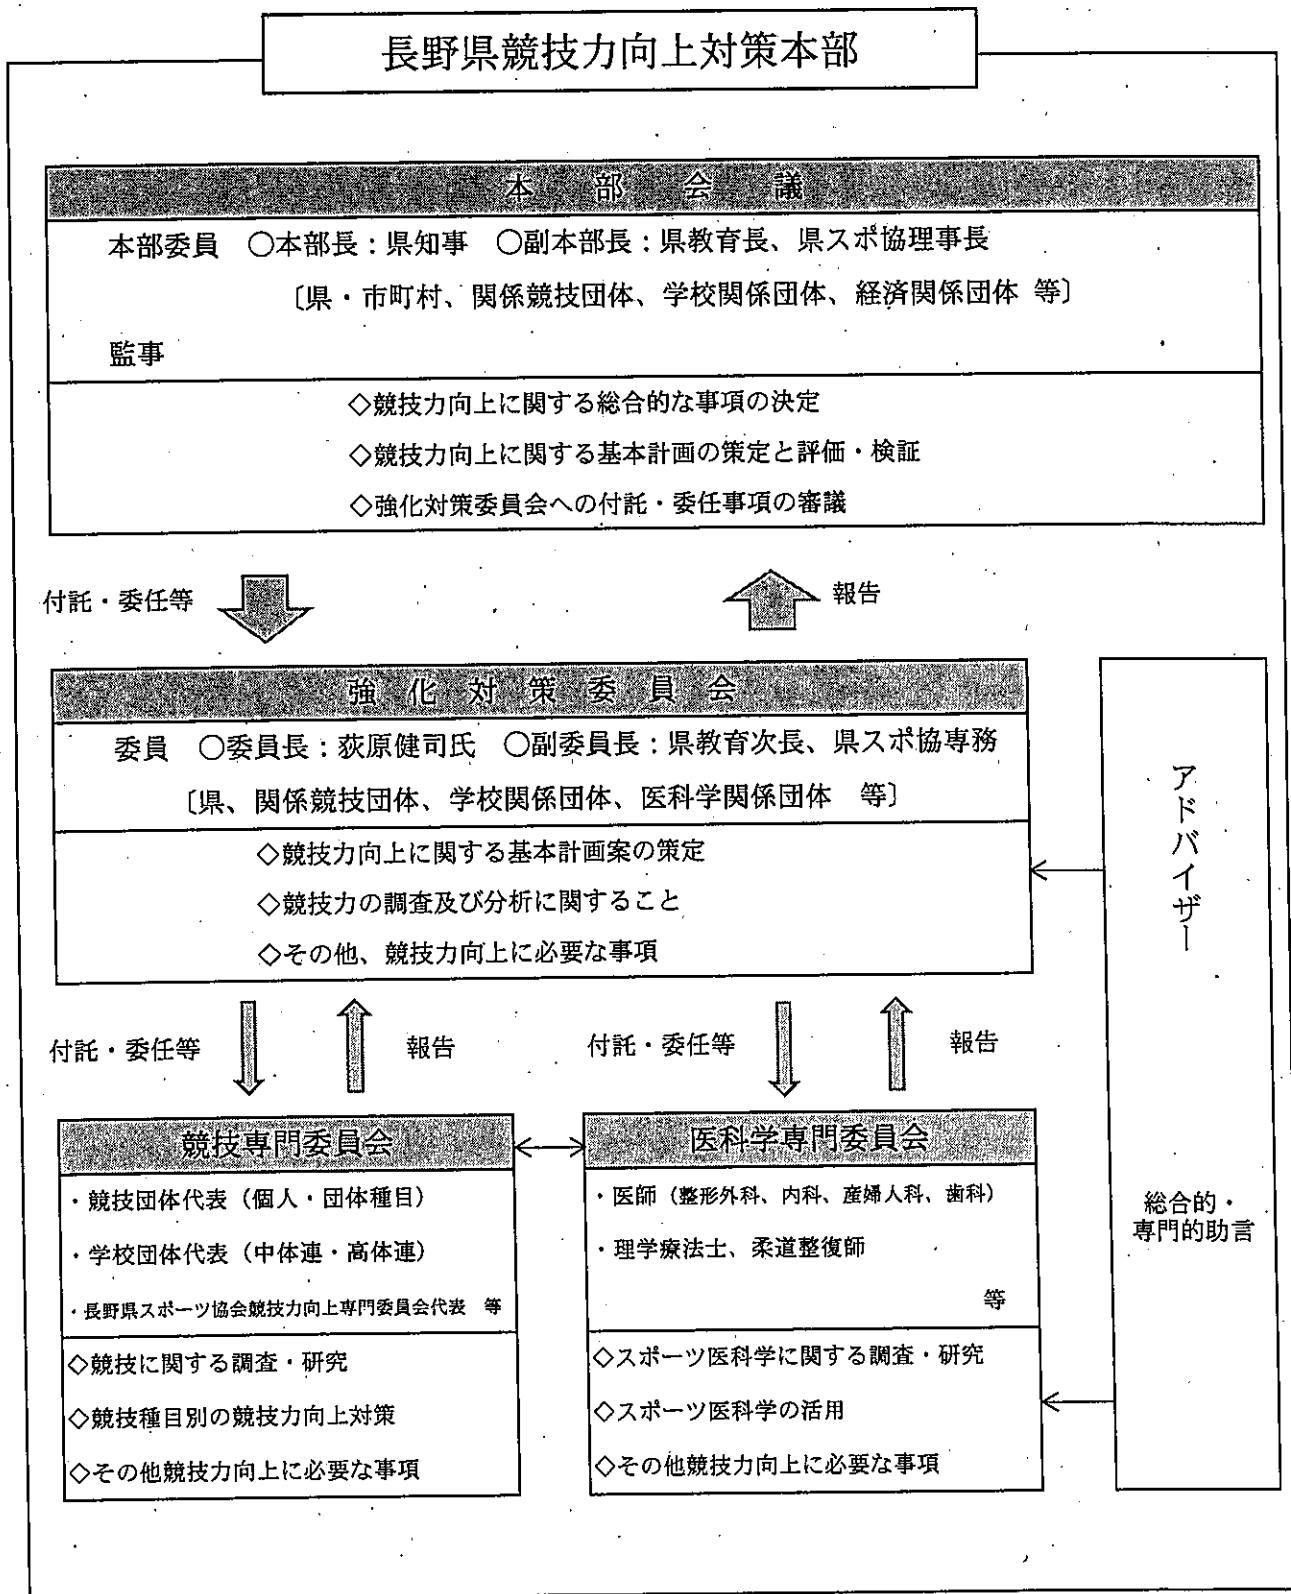 長野県競技力向上対策本部
本部会議
本部委員 ○本部長：県知事 ○副本部長：県教育長、県スポ協理事長
〔県・市町村、関係競技団体、学校関係団体、経済関係団体 等〕
監事
◇競技力向上に関する総合的な事項の決定
◇競技力向上に関する基本計画の策定と評価・検証
◇強化対策委員会への付託・委任事項の審議
付託・委任等
報告
強化対策委員会
委員 ○委員長：荻原健司氏 ○副委員長：県教育次長、県スポ協専務
〔県、関係競技団体、学校関係団体、医科学関係団体 等〕
◇競技力向上に関する基本計画案の策定
◇競技力の調査及び分析に関すること
◇その他、競技力向上に必要な事項
付託・委任等
報告
付託・委任等
報告
競技専門委員会
・競技団体代表（個人・団体種目）
・学校団体代表（中体連・高体連）
・長野県スポーツ協会競技力向上専門委員会代表 等
◇競技に関する調査・研究
◇競技種目別の競技力向上対策
◇その他競技力向上に必要な事項
医科学専門委員会
・医師（整形外科、内科、産婦人科、歯科）
・理学療法士、柔道整復師
等
◇スポーツ医科学に関する調査・研究
◇スポーツ医科学の活用
◇その他競技力向上に必要な事項
アドバイザー
総合的・
専門的助言